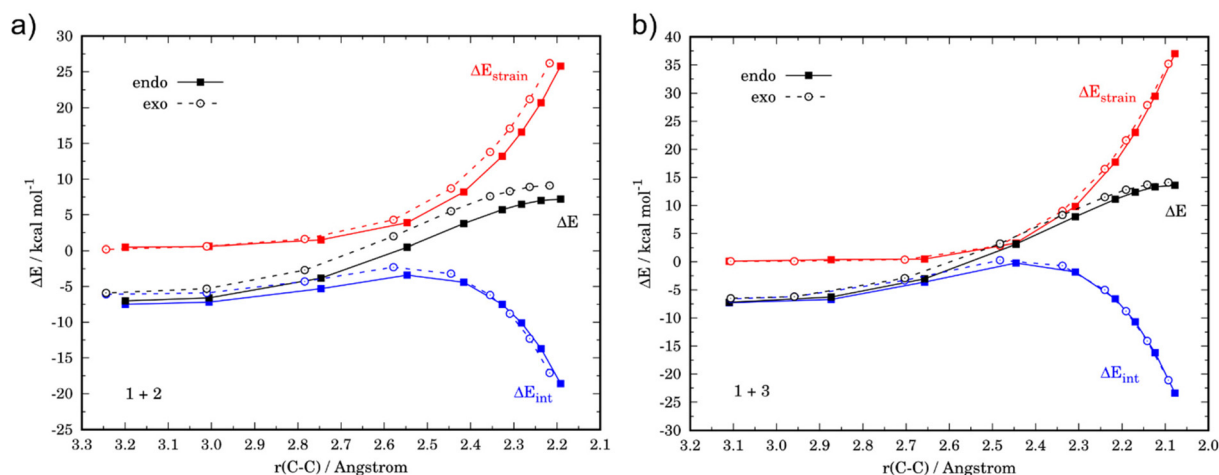 a)
30
25
20
15
10
5
0
-5
-10
-15
-20
-25
ΔE / kcal mol⁻¹
endo
exo
ΔE_strain
ΔE
ΔE_int
1 + 2
3.3 3.2 3.1 3.0 2.9 2.8 2.7 2.6 2.5 2.4 2.3 2.2 2.1
r(C-C) / Angstrom
b)
40
35
30
25
20
15
10
5
0
-5
-10
-15
-20
-25
-30
ΔE / kcal mol⁻¹
endo
exo
ΔE_strain
ΔE
ΔE_int
1 + 3
3.2 3.1 3.0 2.9 2.8 2.7 2.6 2.5 2.4 2.3 2.2 2.1 2.0
r(C-C) / Angstrom